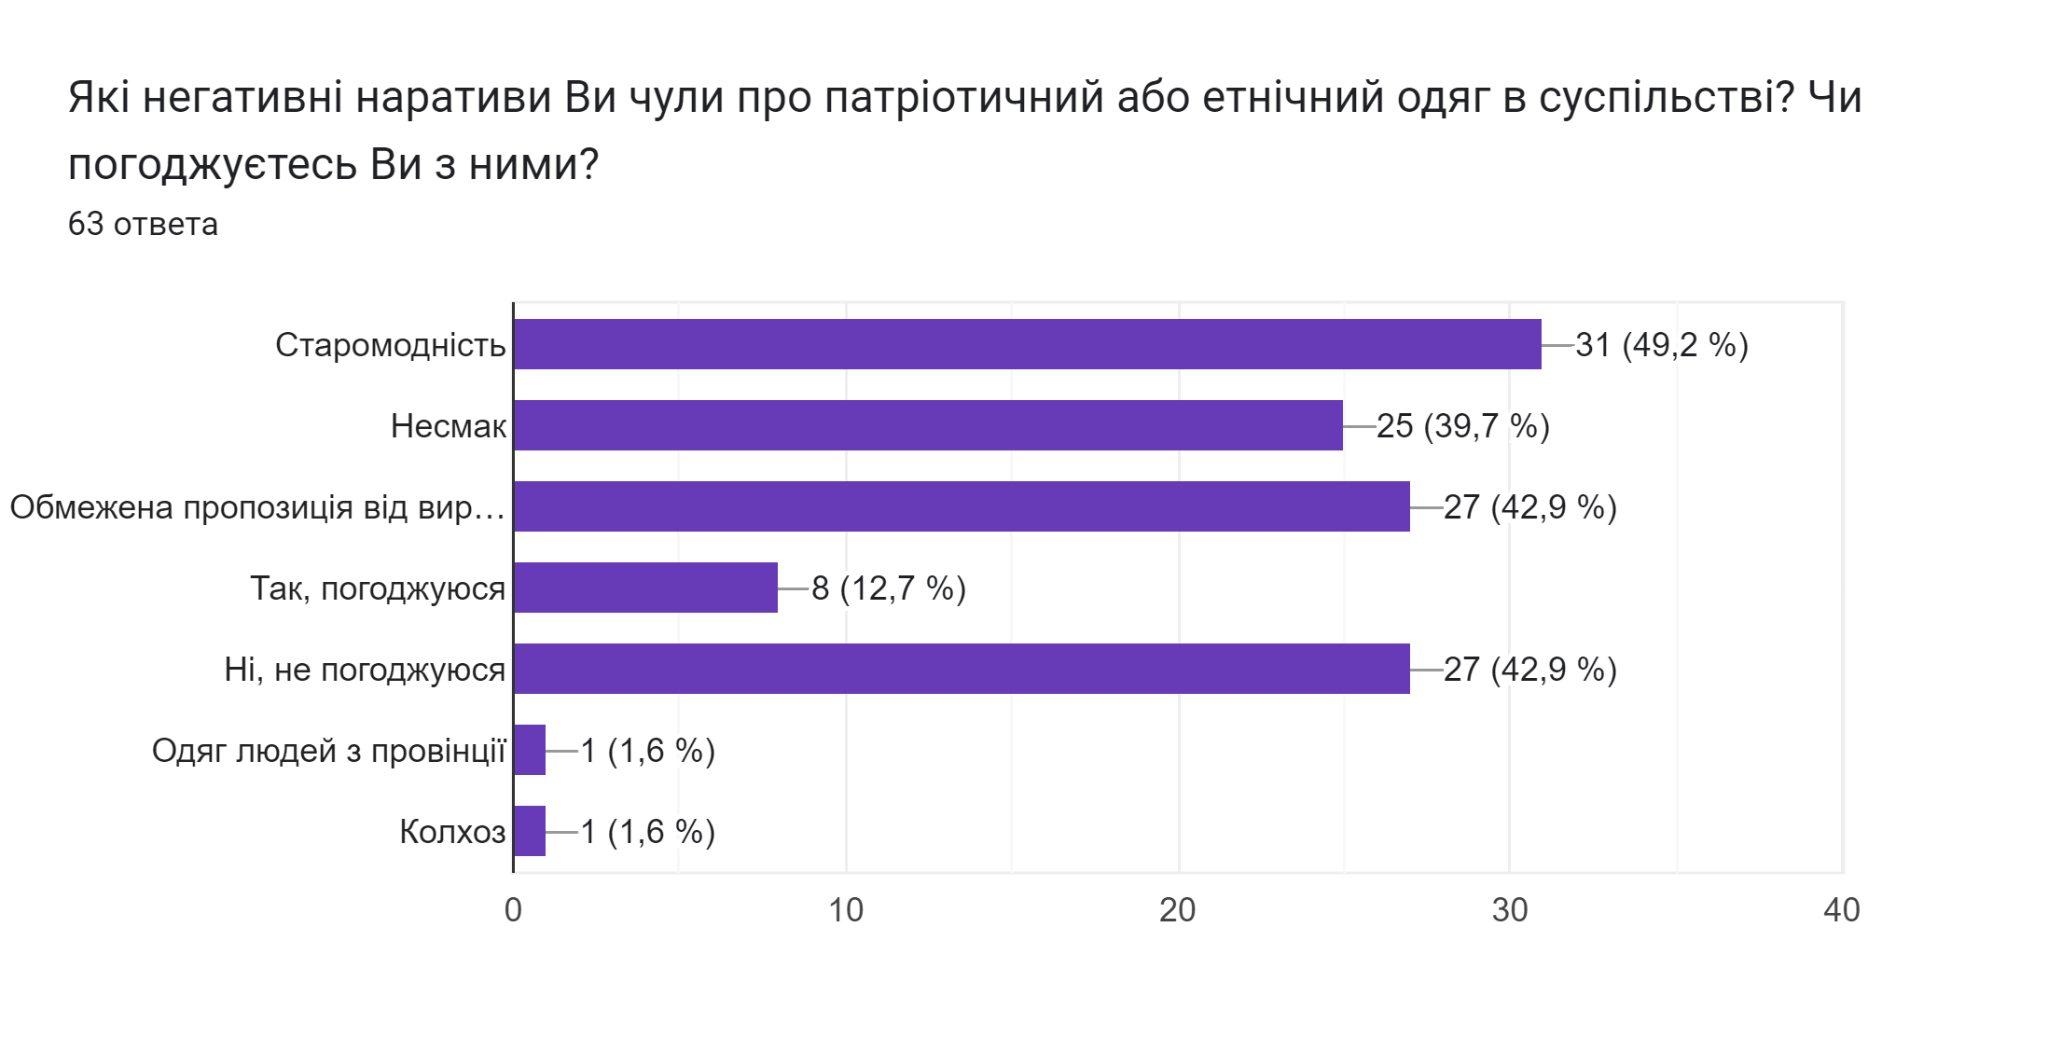 Які негативні наративи Ви чули про патріотичний або етнічний одяг в суспільстві? Чи
погоджуєтесь Ви з ними?
63 ответа
Старомодність
31 (49,2 %)
Несмак
25 (39,7 %)
Обмежена пропозиція від вир…
27 (42,9 %)
Так, погоджуюся
8 (12,7 %)
Ні, не погоджуюся
27 (42,9 %)
Одяг людей з провінції
1 (1,6 %)
Колхоз
1 (1,6 %)
0 10 20 30 40